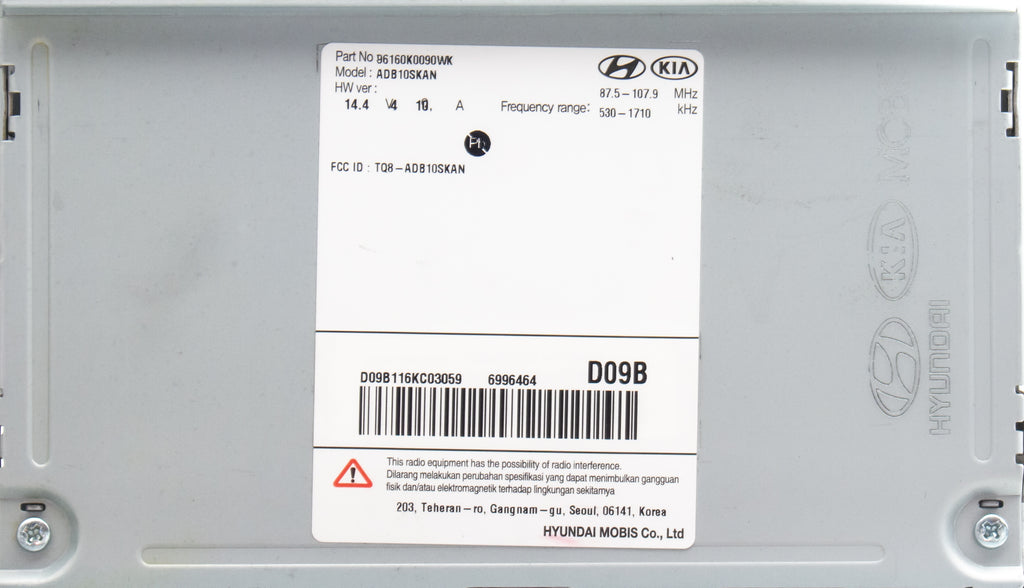 Part No 96160K0090WK
Model : ADB10SKAN
HW ver :
14.4 V 4 10. A
KIA
Frequency range: 87.5 – 107.9 MHz
530 – 1710 kHz
Pb
FCC ID : TQ8 – ADB10SKAN
D09B116KC03059 6996464 D09B
This radio equipment has the possibility of radio interference.
Dilarang melakukan perubahan spesifikasi yang dapat menimbulkan gangguan
fisik dan/atau elektromagnetik terhadap lingkungan sekitarnya
203, Teheran – ro, Gangnam – gu, Seoul, 06141, Korea
HYUNDAI MOBIS Co., Ltd
KIA
HYUNDAI